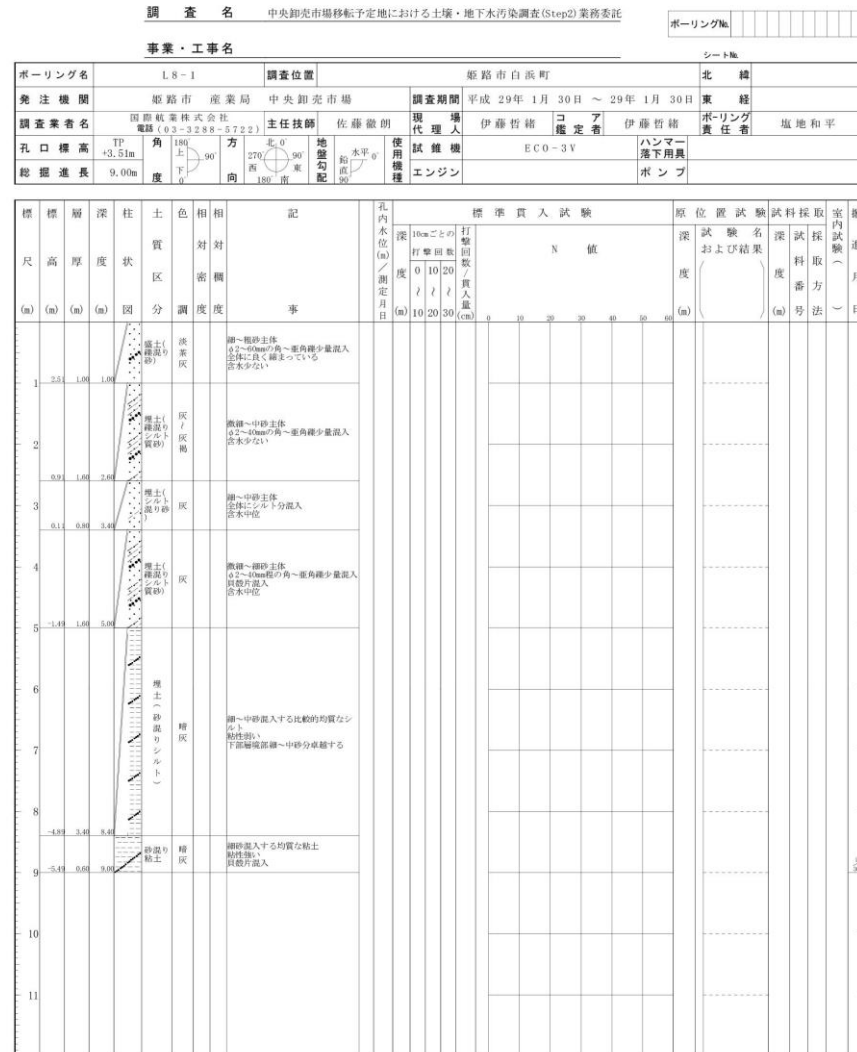 調査名 中央卸売市場移転予定地における土壌・地下水汚染調査(Step2)業務委託
ボーリングNo.
事業・工事名
シートNo.
ボーリング名 L8-1 調査位置 姫路市白浜町 北緯
発注機関 姫路市 産業局 中央卸売市場 調査期間 平成 29年 1月 30日 ～ 29年 1月 30日 東経
調査業者名 国際航業株式会社 電話(03-3288-5722) 主任技師 佐藤徹朗 現場代理人 伊藤哲緒 コア鑑定者 伊藤哲緒 ボーリング責任者 塩地和平
孔口標高 TP +3.51m 角度 180° 上 下 0° 90° 方向 北 0° 270° 西 90° 東 180° 南 地盤勾配 鉛直 90° 水平 0° 使用機種 試錐機 ECO-3V ハンマー落下用具
総掘進長 9.00m エンジン ポンプ
標尺(m) 標高(m) 層厚(m) 深度(m) 柱状図 土質区分 色調 相対密度 相対稠度 記事 孔内水位(m)／測定月日 標準貫入試験 原位置試験 試料採取 室内試験( )
深度(m) 10cmごとの打撃回数 0～10 10～20 20～30 打撃回数/貫入量(cm) N値 深度(m) 試験名および結果 深度(m) 試料番号 採取方法
0 10 20 30 40 50 60
盛土(礫混り砂) 淡茶灰 細～粗砂主体
φ2～60mmの角～亜角礫少量混入
全体に良く締まっている
含水少ない
1 2.51 1.00 1.00
埋土(礫混りシルト質砂) 灰～灰褐 微細～中砂主体
φ2～40mmの角～亜角礫少量混入
含水少ない
2
0.91 1.60 2.60
埋土(シルト混り砂) 灰 細～中砂主体
全体にシルト分混入
含水中位
3
0.11 0.80 3.40
埋土(礫混りシルト質砂) 灰 微細～細砂主体
φ2～40mm程の角～亜角礫少量混入
貝殻片混入
含水中位
4
5 -1.49 1.60 5.00
6
埋土(砂混りシルト) 暗灰 細～中砂混入する比較的均質なシルト
粘性弱い
下部層境部細～中砂分卓越する
7
8
-4.89 3.40 8.40
砂混り粘土 暗灰 細砂混入する均質な粘土
粘性強い
貝殻片混入
9 -5.49 0.60 9.00
10
11